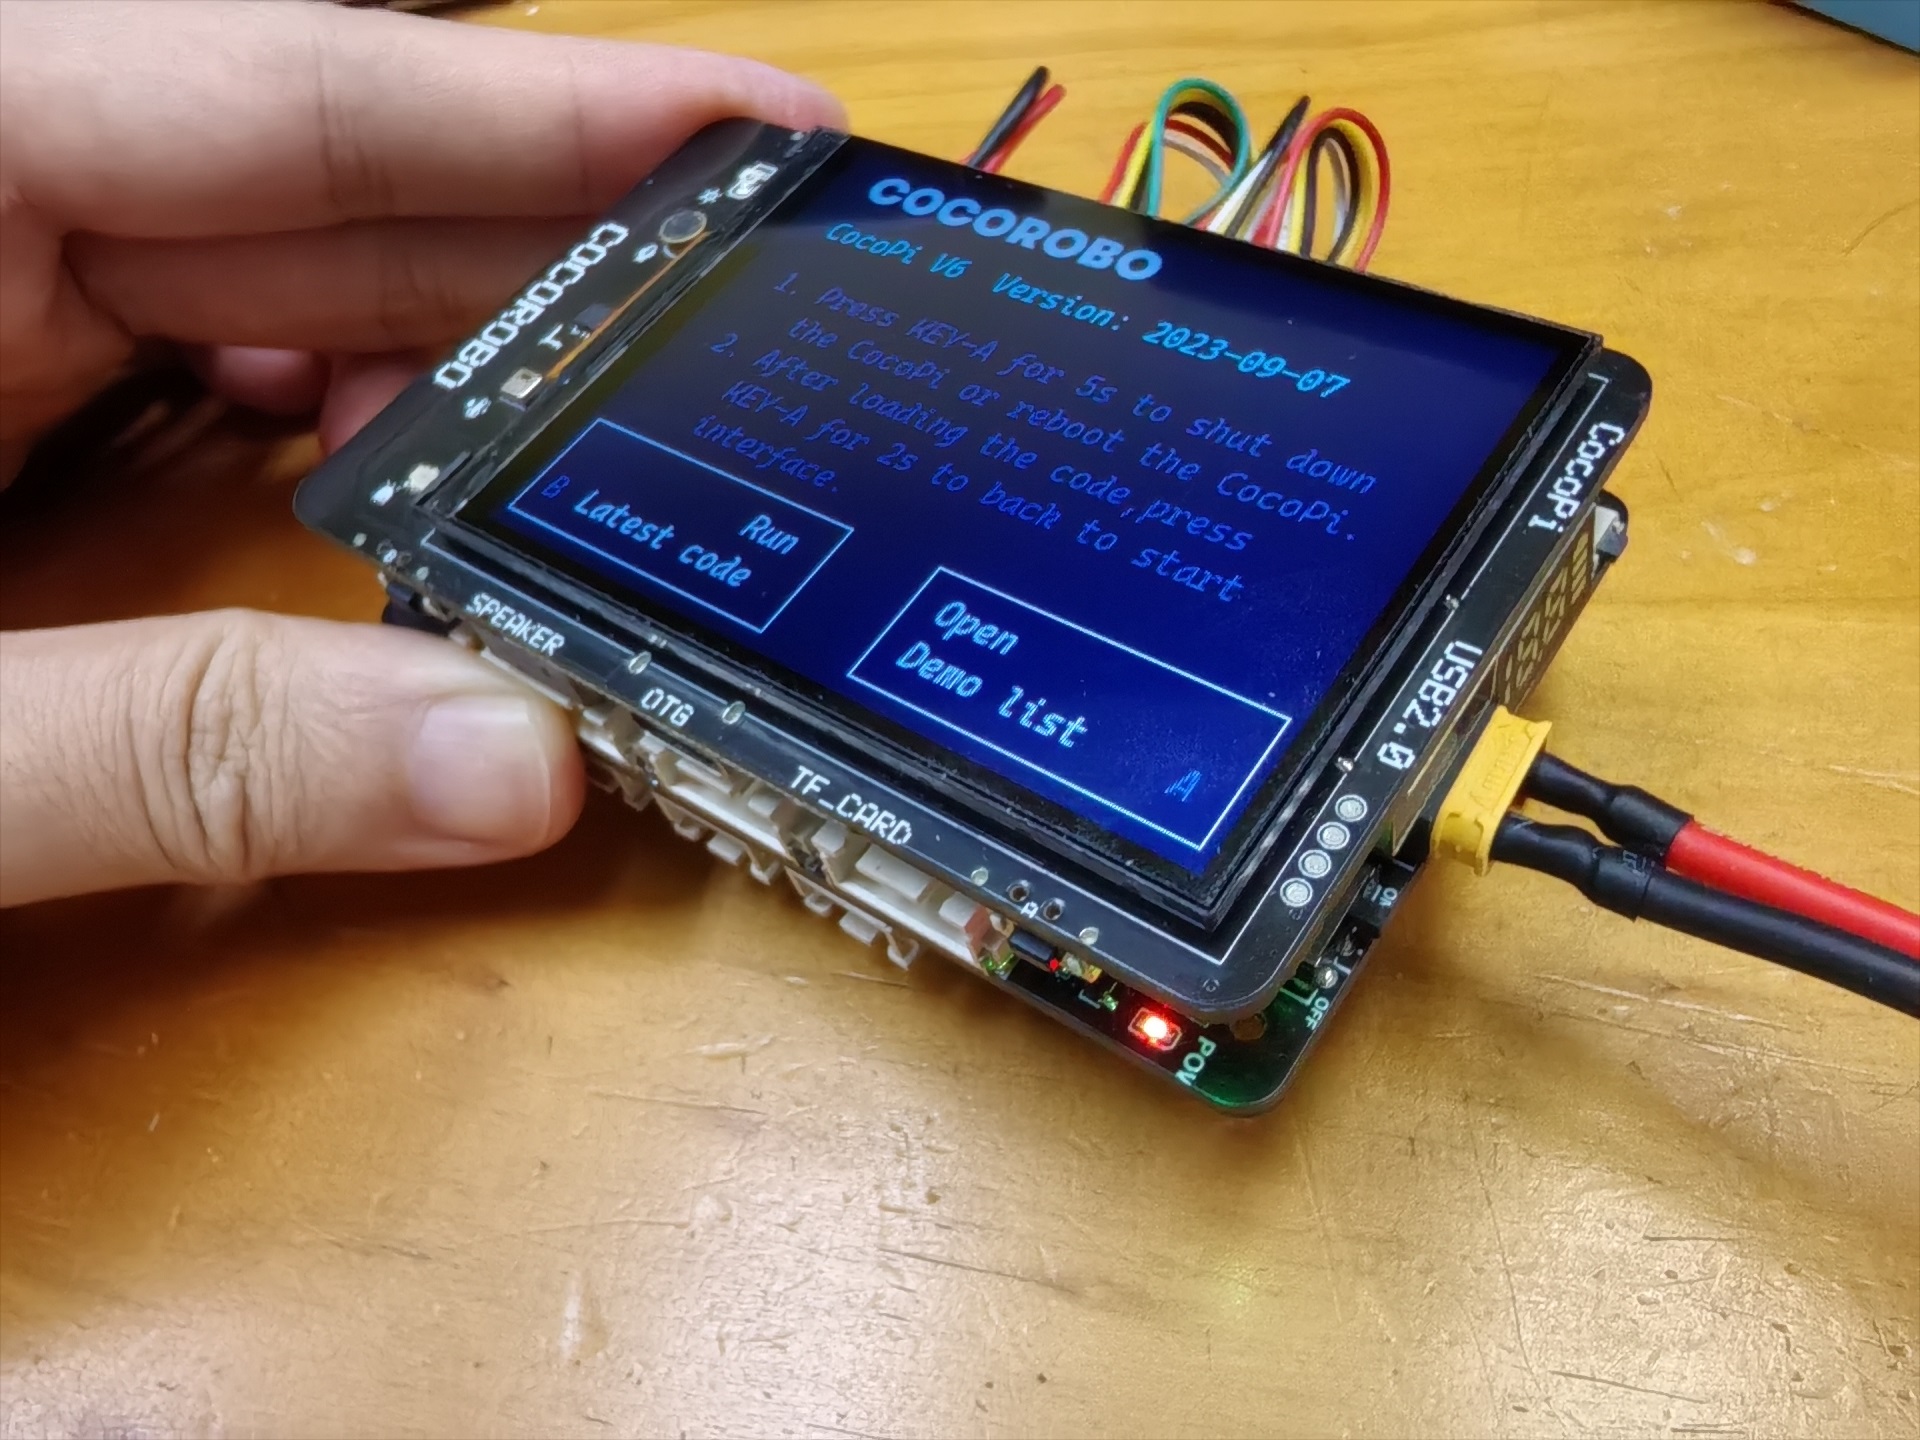 COCOROBO
CocoPi V6 Version: 2023-09-07
1. Press KEY-A for 5s to shut down
the CocoPi or reboot the CocoPi.
2. After loading the code,press
KEY-A for 2s to back to start
interface.
Run
B Latest code
Open
Demo list
A
COCOROBO
SPEAKER
OTG
TF_CARD
A
CocoPi
USB2.0
ON
OFF
POW